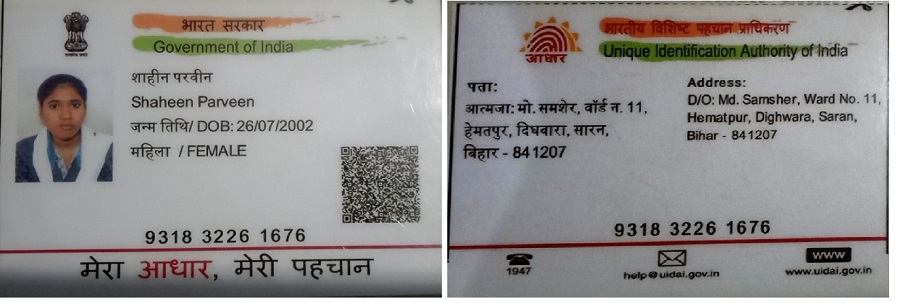 भारत सरकार
Government of India
शाहीन परवीन
Shaheen Parveen
जन्म तिथि/ DOB: 26/07/2002
महिला / FEMALE
9318 3226 1676
मेरा आधार, मेरी पहचान
भारतीय विशिष्ट पहचान प्राधिकरण
Unique Identification Authority of India
आधार
पता:
आत्मजा: मो. समशेर, वॉर्ड न. 11,
हेमतपुर, दिघवारा, सारन,
बिहार - 841207
Address:
D/O: Md. Samsher, Ward No. 11,
Hematpur, Dighwara, Saran,
Bihar - 841207
9318 3226 1676
1947
help@uidai.gov.in
www
www.uidai.gov.in